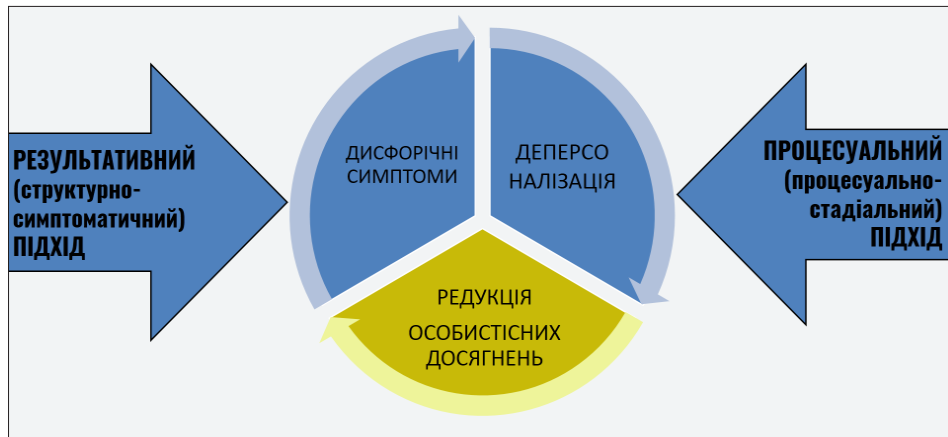 РЕЗУЛЬТАТИВНИЙ
(структурно-
симптоматичний)
ПІДХІД
ДИСФОРІЧНІ
СИМПТОМИ
ДЕПЕРСО
НАЛІЗАЦІЯ
РЕДУКЦІЯ
ОСОБИСТІСНИХ
ДОСЯГНЕНЬ
ПРОЦЕСУАЛЬНИЙ
(процесуально-
стадіальний)
ПІДХІД